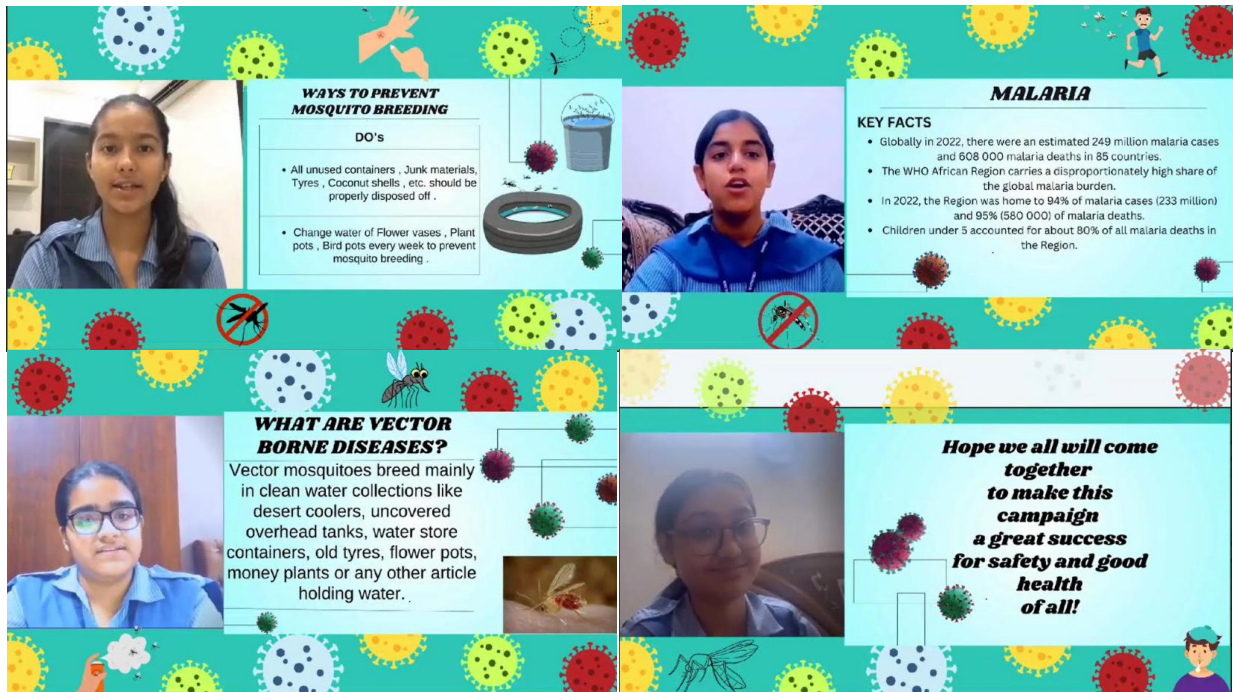 WAYS TO PREVENT
MOSQUITO BREEDING
DO's
All unused containers , Junk materials,
Tyres , Coconut shells , etc. should be
properly disposed off .
Change water of Flower vases , Plant
pots , Bird pots every week to prevent
mosquito breeding .
MALARIA
KEY FACTS
Globally in 2022, there were an estimated 249 million malaria cases
and 608 000 malaria deaths in 85 countries.
The WHO African Region carries a disproportionately high share of
the global malaria burden.
In 2022, the Region was home to 94% of malaria cases (233 million)
and 95% (580 000) of malaria deaths.
Children under 5 accounted for about 80% of all malaria deaths in
the Region.
WHAT ARE VECTOR
BORNE DISEASES?
Vector mosquitoes breed mainly
in clean water collections like
desert coolers, uncovered
overhead tanks, water store
containers, old tyres, flower pots,
money plants or any other article
holding water.
Hope we all will come
together
to make this
campaign
a great success
for safety and good
health
of all!